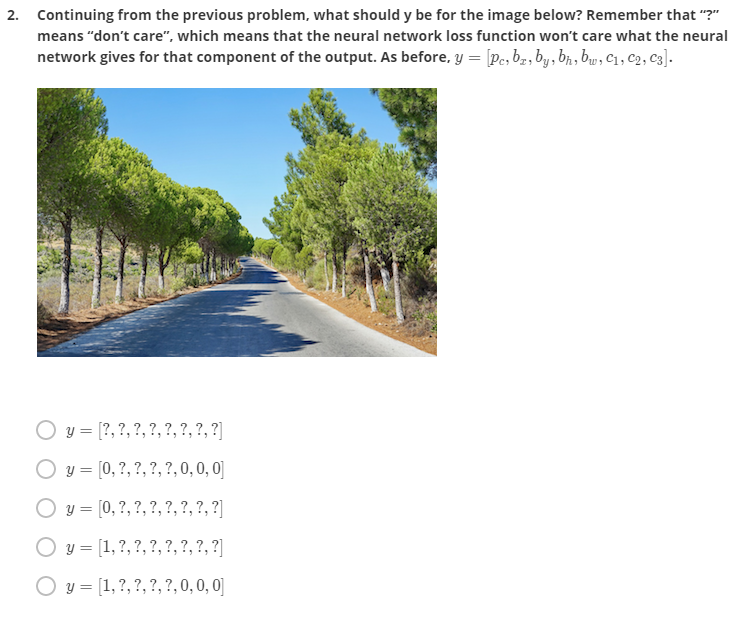 2. Continuing from the previous problem, what should y be for the image below? Remember that “?”
means “don’t care”, which means that the neural network loss function won’t care what the neural
network gives for that component of the output. As before, y = [p_c, b_x, b_y, b_h, b_w, c_1, c_2, c_3].
y = [?, ?, ?, ?, ?, ?, ?, ?]
y = [0, ?, ?, ?, ?, 0, 0, 0]
y = [0, ?, ?, ?, ?, ?, ?, ?]
y = [1, ?, ?, ?, ?, ?, ?, ?]
y = [1, ?, ?, ?, ?, 0, 0, 0]